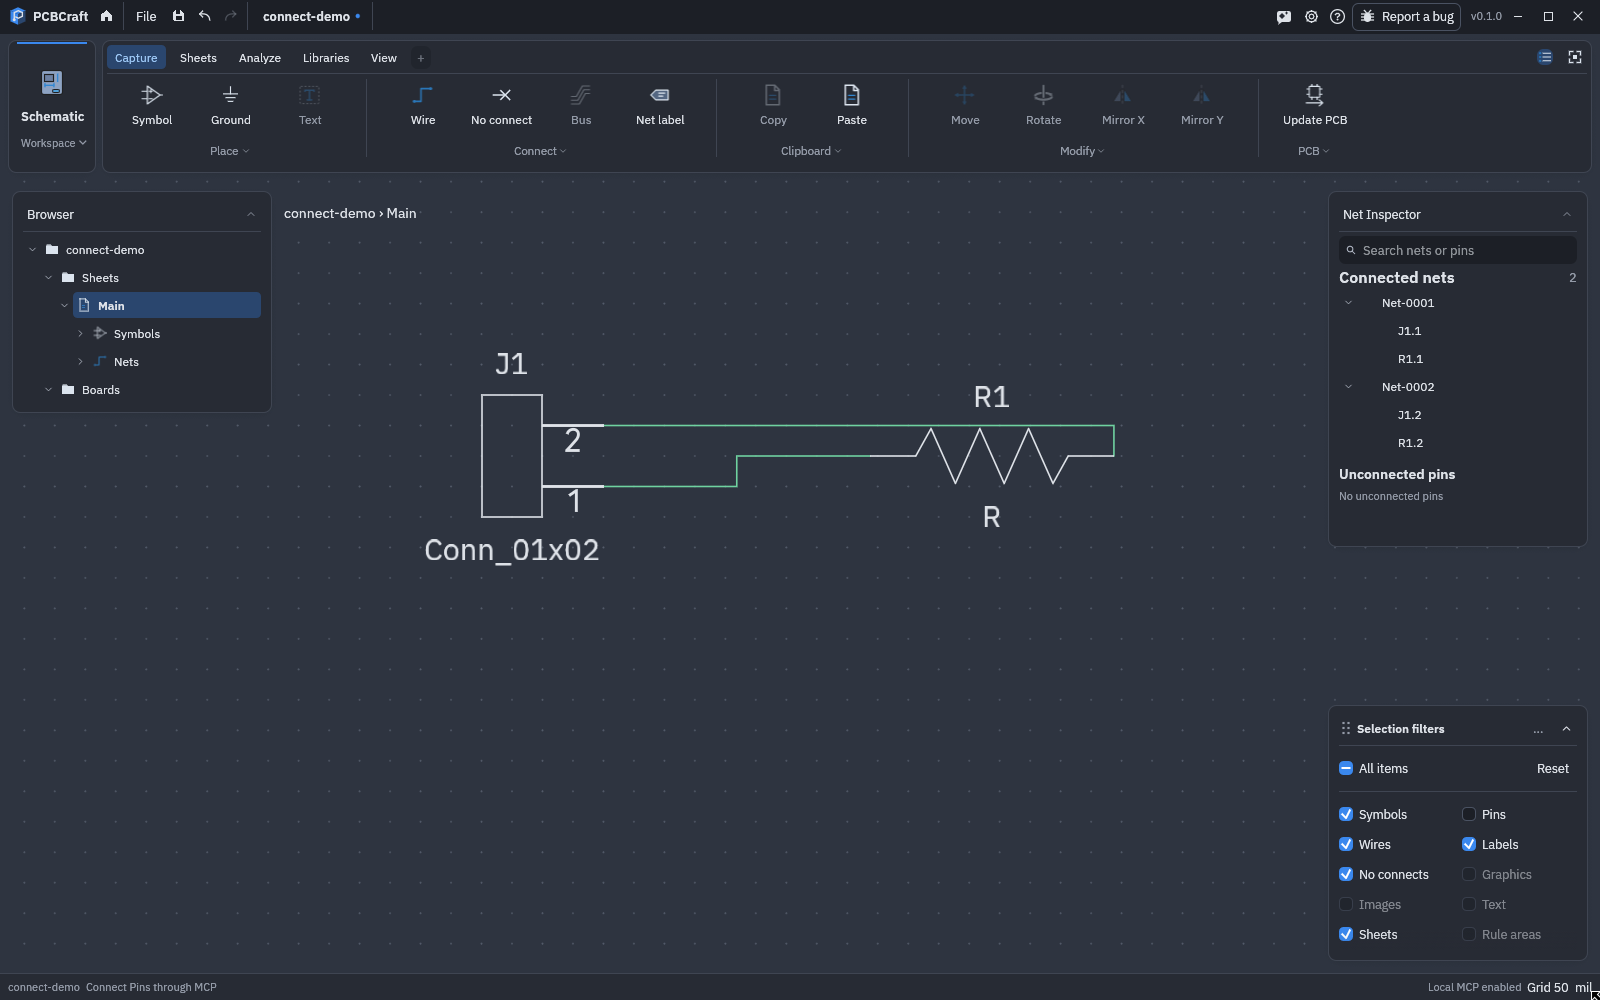 PCBCraft File connect-demo Report a bug v0.1.0
Capture Sheets Analyze Libraries View +
Schematic
Workspace
Symbol Ground Text Wire No connect Bus Net label Copy Paste Move Rotate Mirror X Mirror Y Update PCB
Place Connect Clipboard Modify PCB
Browser
connect-demo
Sheets
Main
Symbols
Nets
Boards
connect-demo › Main
J1
2
1
Conn_01x02
R1
R
Net Inspector
Search nets or pins
Connected nets 2
Net-0001
J1.1
R1.1
Net-0002
J1.2
R1.2
Unconnected pins
No unconnected pins
Selection filters ...
All items Reset
Symbols Pins
Wires Labels
No connects Graphics
Images Text
Sheets Rule areas
connect-demo Connect Pins through MCP Local MCP enabled Grid 50 mil